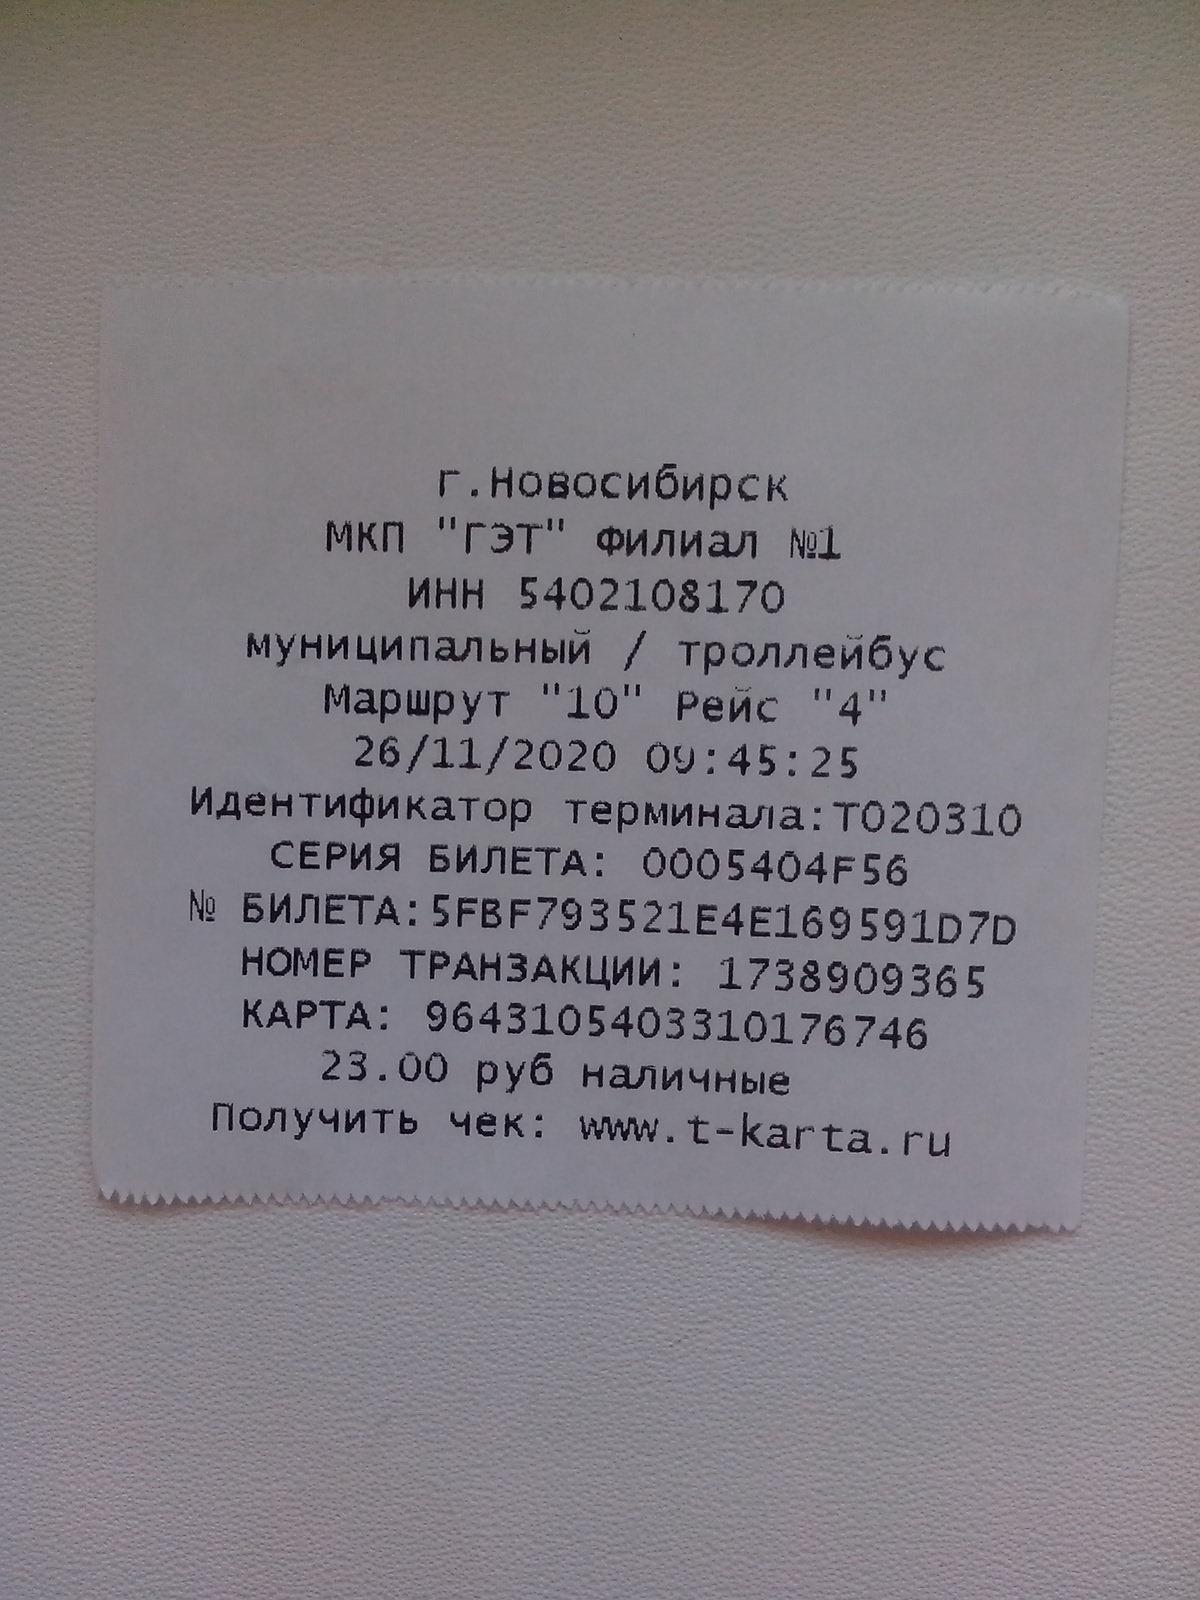 г.Новосибирск
МКП "ГЭТ" Филиал №1
ИНН 5402108170
муниципальный / троллейбус
Маршрут "10" Рейс "4"
26/11/2020 09:45:25
Идентификатор терминала:T020310
СЕРИЯ БИЛЕТА: 0005404F56
№ БИЛЕТА:5FBF793521E4E169591D7D
НОМЕР ТРАНЗАКЦИИ: 1738909365
КАРТА: 9643105403310176746
23.00 руб наличные
Получить чек: www.t-karta.ru